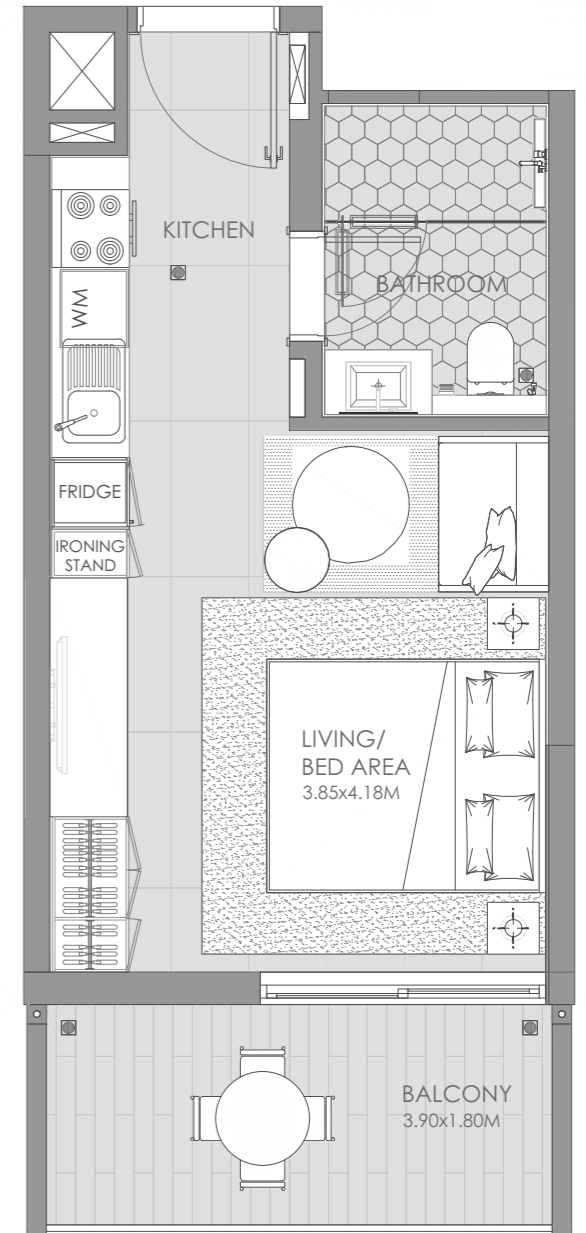 KITCHEN
BATHROOM
WM
FRIDGE
IRONING
STAND
LIVING/
BED AREA
3.85x4.18M
BALCONY
3.90x1.80M